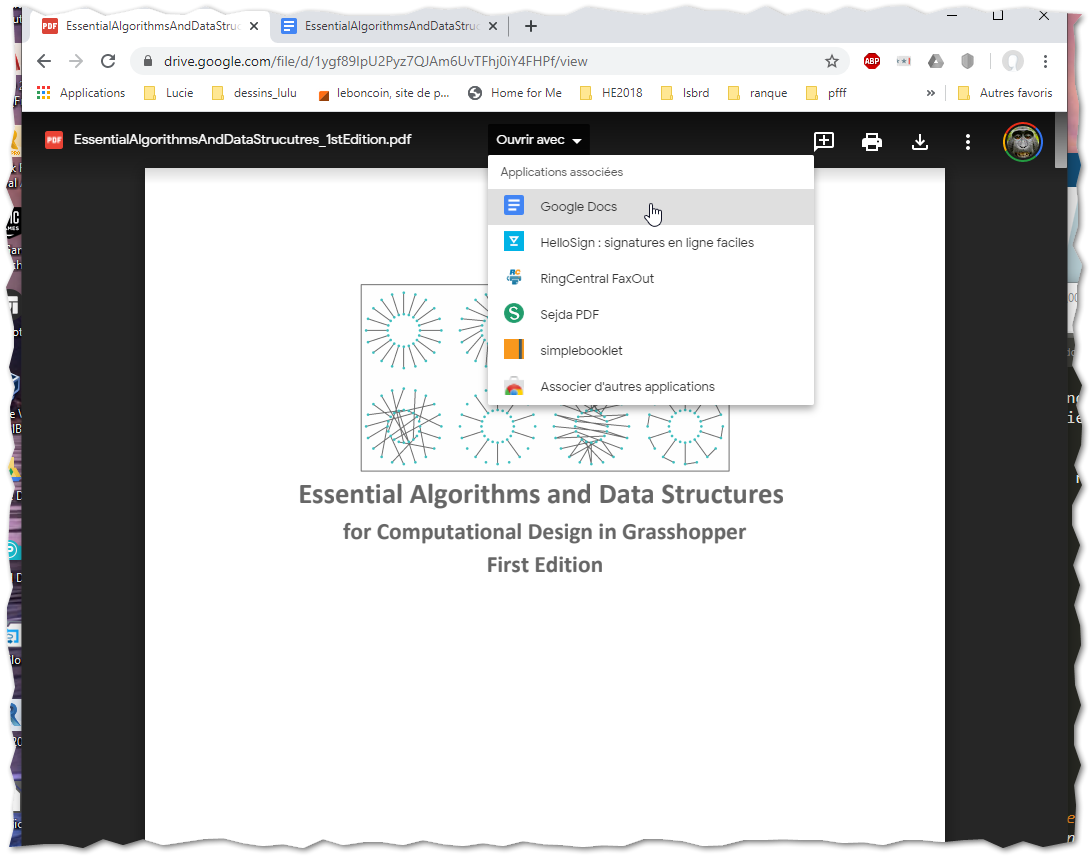 EssentialAlgorithmsAndDataStruc
EssentialAlgorithmsAndDataStruc
drive.google.com/file/d/1ygf89IpU2Pyz7QJAm6UvTFhj0iY4FHPf/view
ABP
Applications
Lucie
dessins_lulu
leboncoin, site de p...
Home for Me
HE2018
lsbrd
ranque
pfff
»
Autres favoris
PDF
EssentialAlgorithmsAndDataStrucutres_1stEdition.pdf
Ouvrir avec
Applications associées
Google Docs
HelloSign : signatures en ligne faciles
RingCentral FaxOut
Sejda PDF
simplebooklet
Associer d'autres applications
Essential Algorithms and Data Structures
for Computational Design in Grasshopper
First Edition